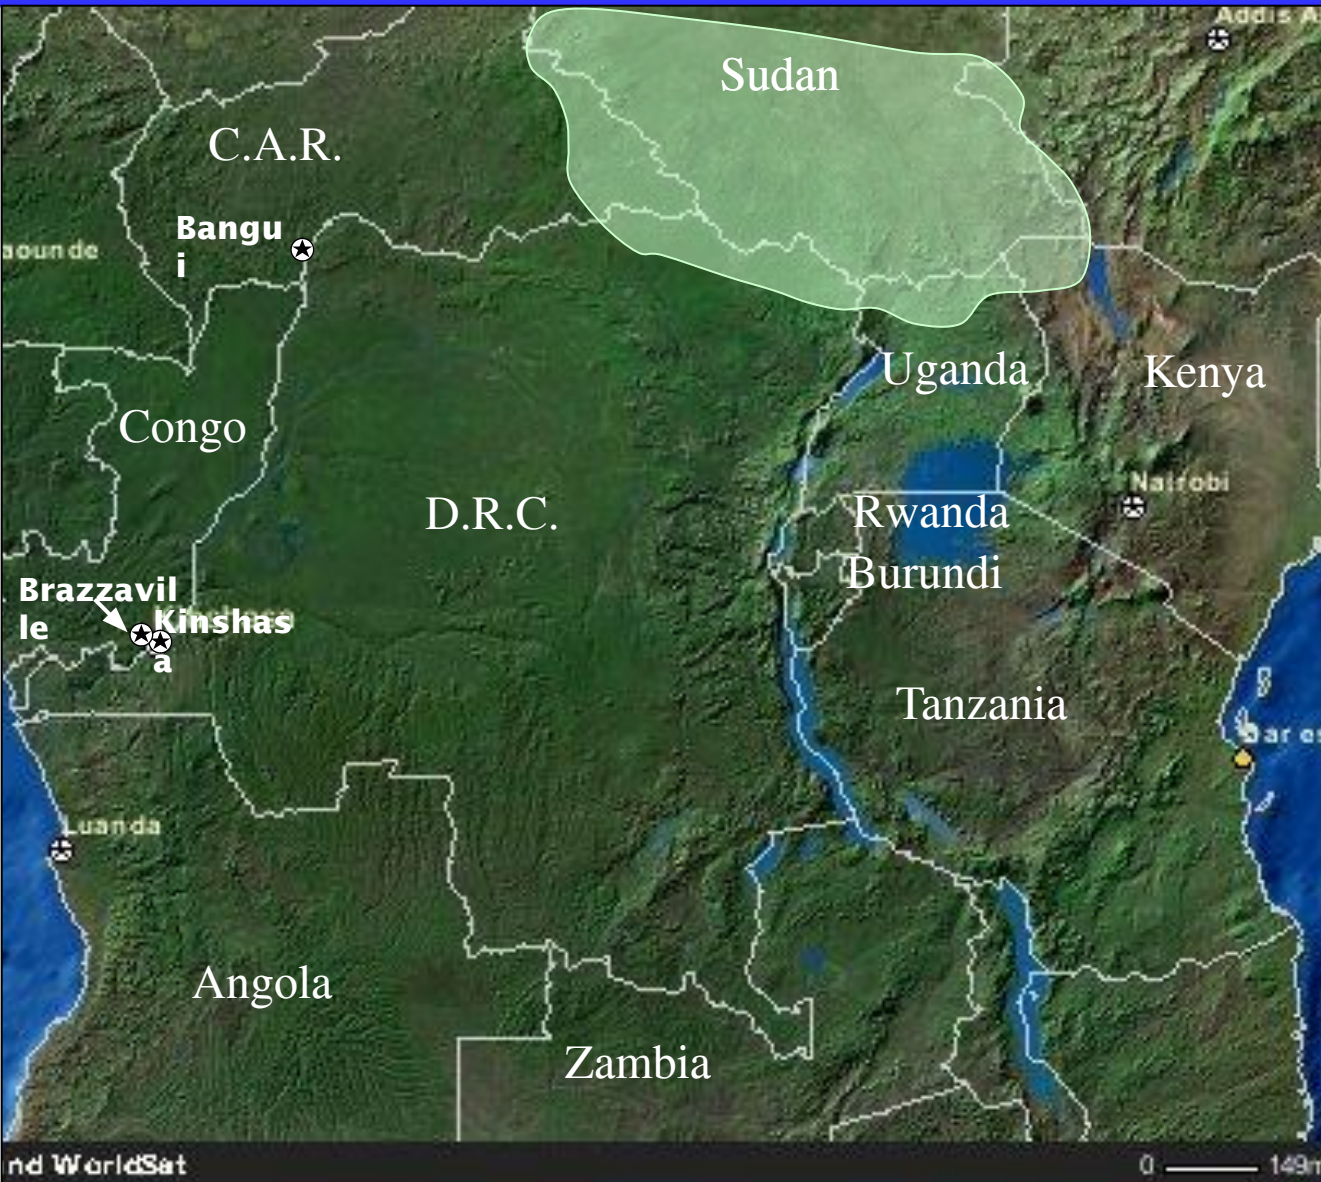 Addis A
Sudan
C.A.R.
Bangu
i
aounde
Uganda
Kenya
Congo
Nairobi
D.R.C.
Rwanda
Burundi
Brazzavil
le
Kinshas
a
Tanzania
Dar es
Luanda
Angola
Zambia
nd WorldSat
0
149m